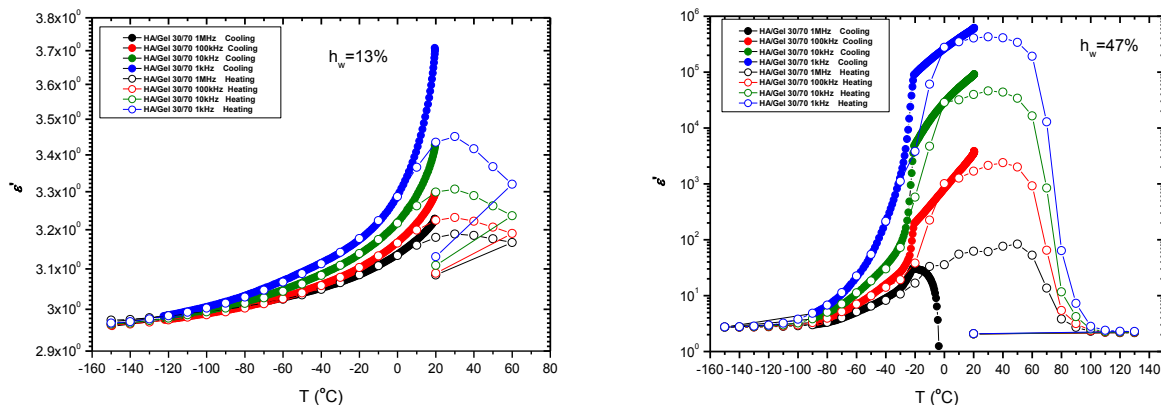 3.8x10⁰
3.7x10⁰
3.6x10⁰
3.5x10⁰
3.4x10⁰
3.3x10⁰
3.2x10⁰
3.1x10⁰
3x10⁰
2.9x10⁰
ε'
HA/Gel 30/70 1MHz Cooling
HA/Gel 30/70 100kHz Cooling
HA/Gel 30/70 10kHz Cooling
HA/Gel 30/70 1kHz Cooling
HA/Gel 30/70 1MHz Heating
HA/Gel 30/70 100kHz Heating
HA/Gel 30/70 10kHz Heating
HA/Gel 30/70 1kHz Heating
h_w=13%
-160 -140 -120 -100 -80 -60 -40 -20 0 20 40 60 80
T (°C)
10⁶
10⁵
10⁴
10³
10²
10¹
10⁰
ε'
HA/Gel 30/70 1MHz Cooling
HA/Gel 30/70 100kHz Cooling
HA/Gel 30/70 10kHz Cooling
HA/Gel 30/70 1kHz Cooling
HA/Gel 30/70 1MHz Heating
HA/Gel 30/70 100kHz Heating
HA/Gel 30/70 10kHz Heating
HA/Gel 30/70 1kHz Heating
h_w=47%
-160 -140 -120 -100 -80 -60 -40 -20 0 20 40 60 80 100 120 140
T (°C)